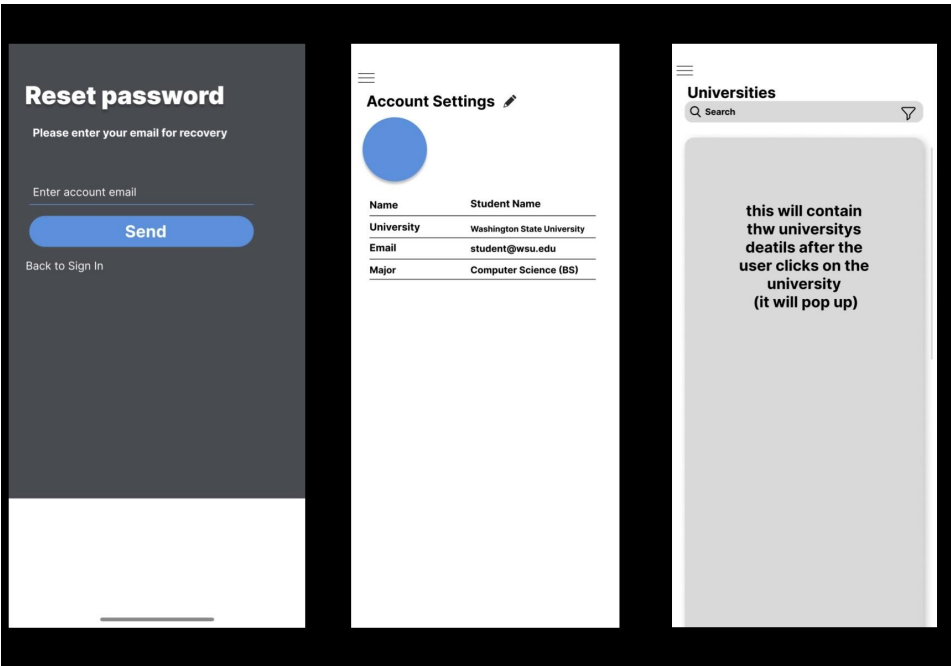 Reset password
Please enter your email for recovery
Enter account email
Send
Back to Sign In
Account Settings
Name Student Name
University Washington State University
Email student@wsu.edu
Major Computer Science (BS)
Universities
Search
this will contain
thw universitys
deatils after the
user clicks on the
university
(it will pop up)